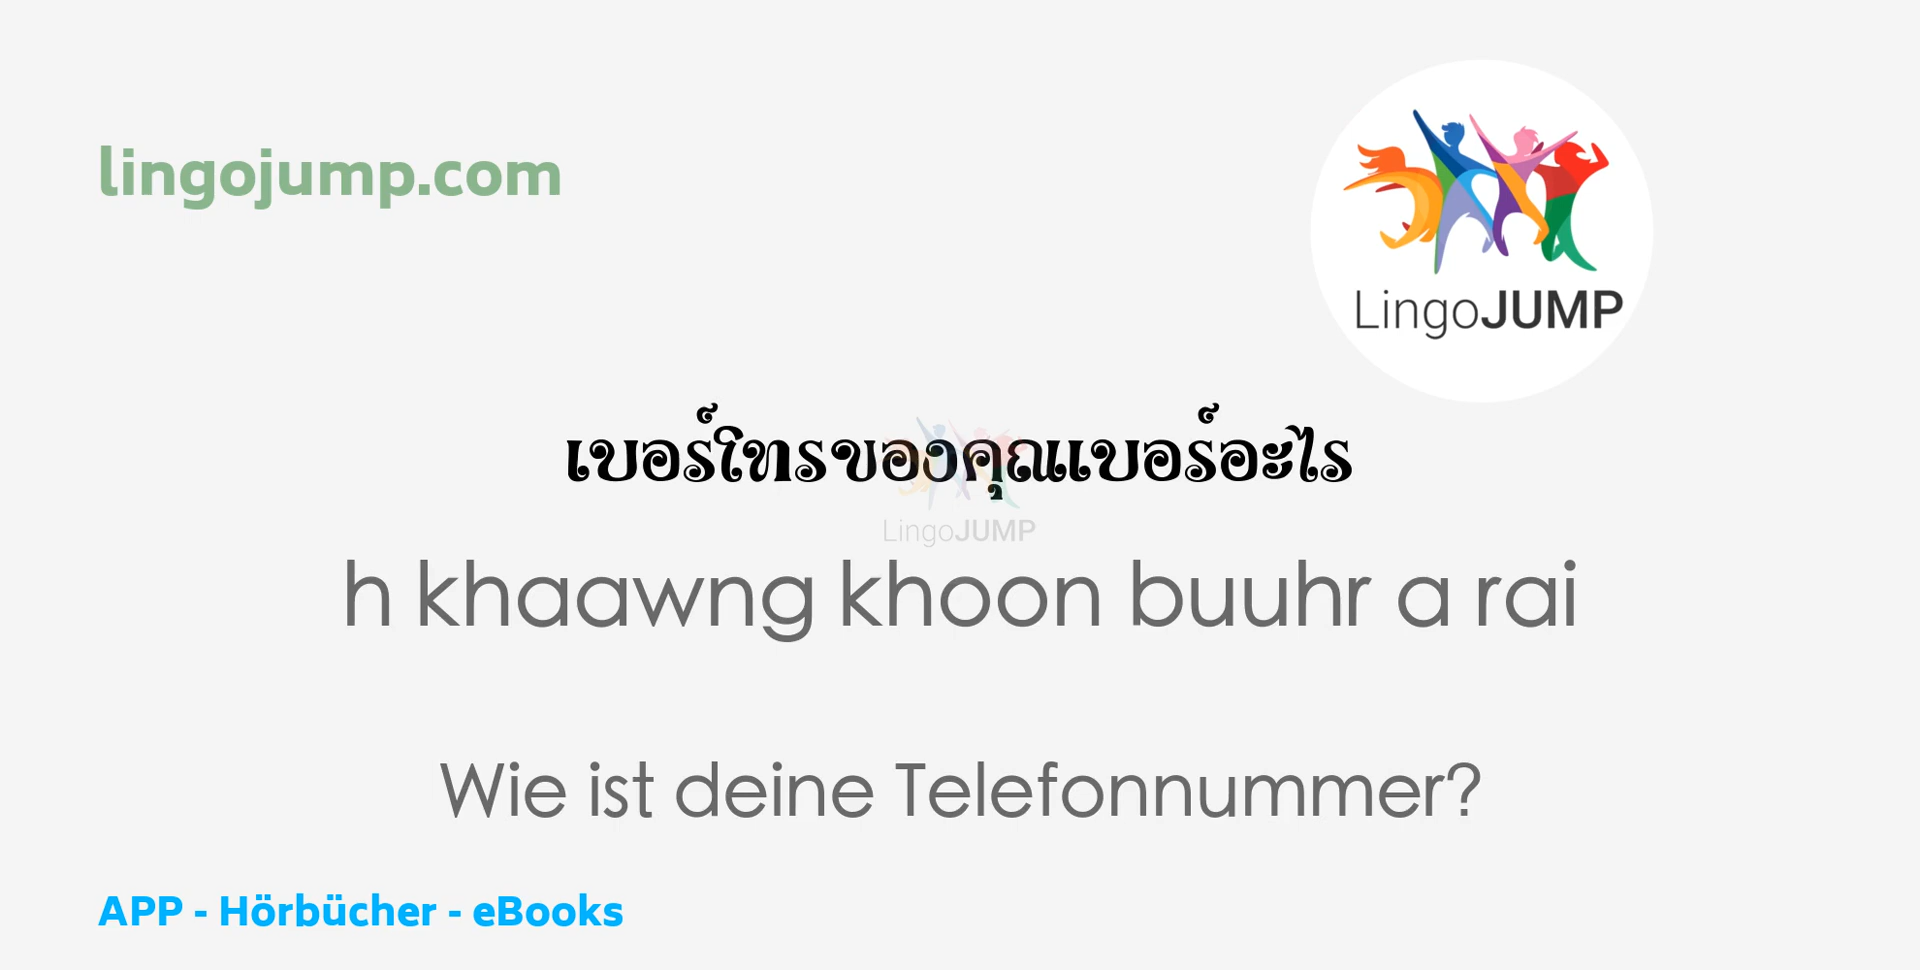 lingojump.com
LingoJUMP
เบอร์โทรของคุณเบอร์อะไร
LingoJUMP
h khaawng khoon buuhr a rai
Wie ist deine Telefonnummer?
APP - Hörbücher - eBooks